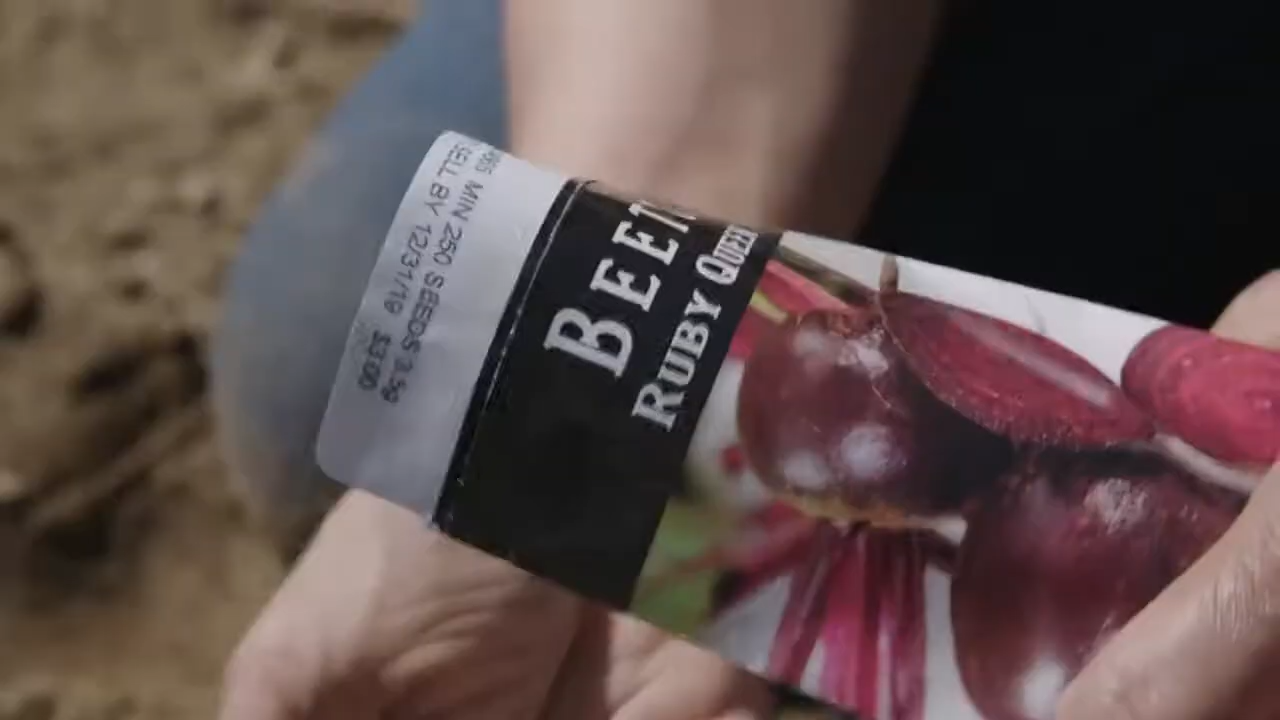 MIN 250 SEEDS 3.5g
SELL BY 12/31/19 $3.00
BEET
RUBY QUEEN